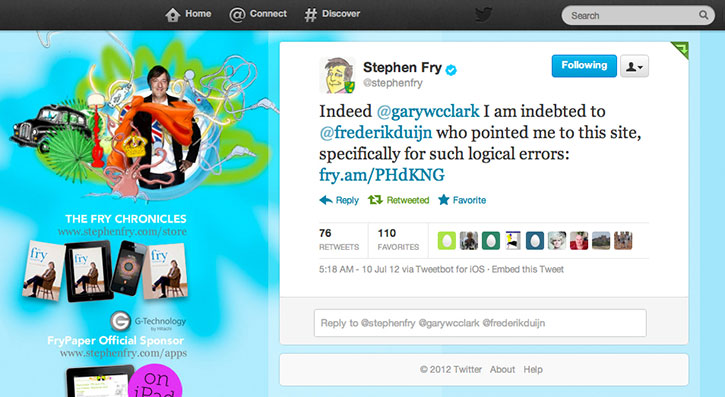 Home
Connect
Discover
Search
THE FRY CHRONICLES
www.stephenfry.com/store
fry
fry
fry
G-Technology
by Hitachi
FryPaper Official Sponsor
www.stephenfry.com/apps
on
iPad
Stephen Fry
@stephenfry
Following
Indeed @garywcclark I am indebted to
@frederikduijn who pointed me to this site,
specifically for such logical errors:
fry.am/PHdKNG
Reply Retweeted Favorite
76 110
RETWEETS FAVORITES
5:18 AM - 10 Jul 12 via Tweetbot for iOS · Embed this Tweet
Reply to @stephenfry @garywcclark @frederikduijn
© 2012 Twitter About Help